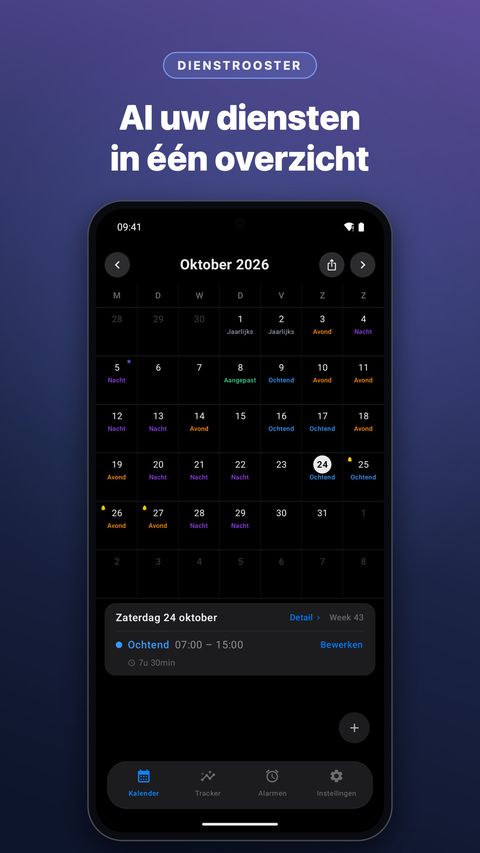 DIENSTROOSTER
Al uw diensten
in één overzicht
09:41
Oktober 2026
M D W D V Z Z
28 29 30 1 2 3 4
Jaarlijks Jaarlijks Avond Nacht
5 6 7 8 9 10 11
Nacht Aangepast Ochtend Avond Avond
12 13 14 15 16 17 18
Nacht Nacht Avond Ochtend Ochtend Avond
19 20 21 22 23 24 25
Avond Nacht Nacht Nacht Ochtend Ochtend
26 27 28 29 30 31 1
Avond Avond Nacht Nacht
2 3 4 5 6 7 8
Zaterdag 24 oktober Detail › Week 43
Ochtend 07:00 – 15:00 Bewerken
7u 30min
Kalender Tracker Alarmen Instellingen